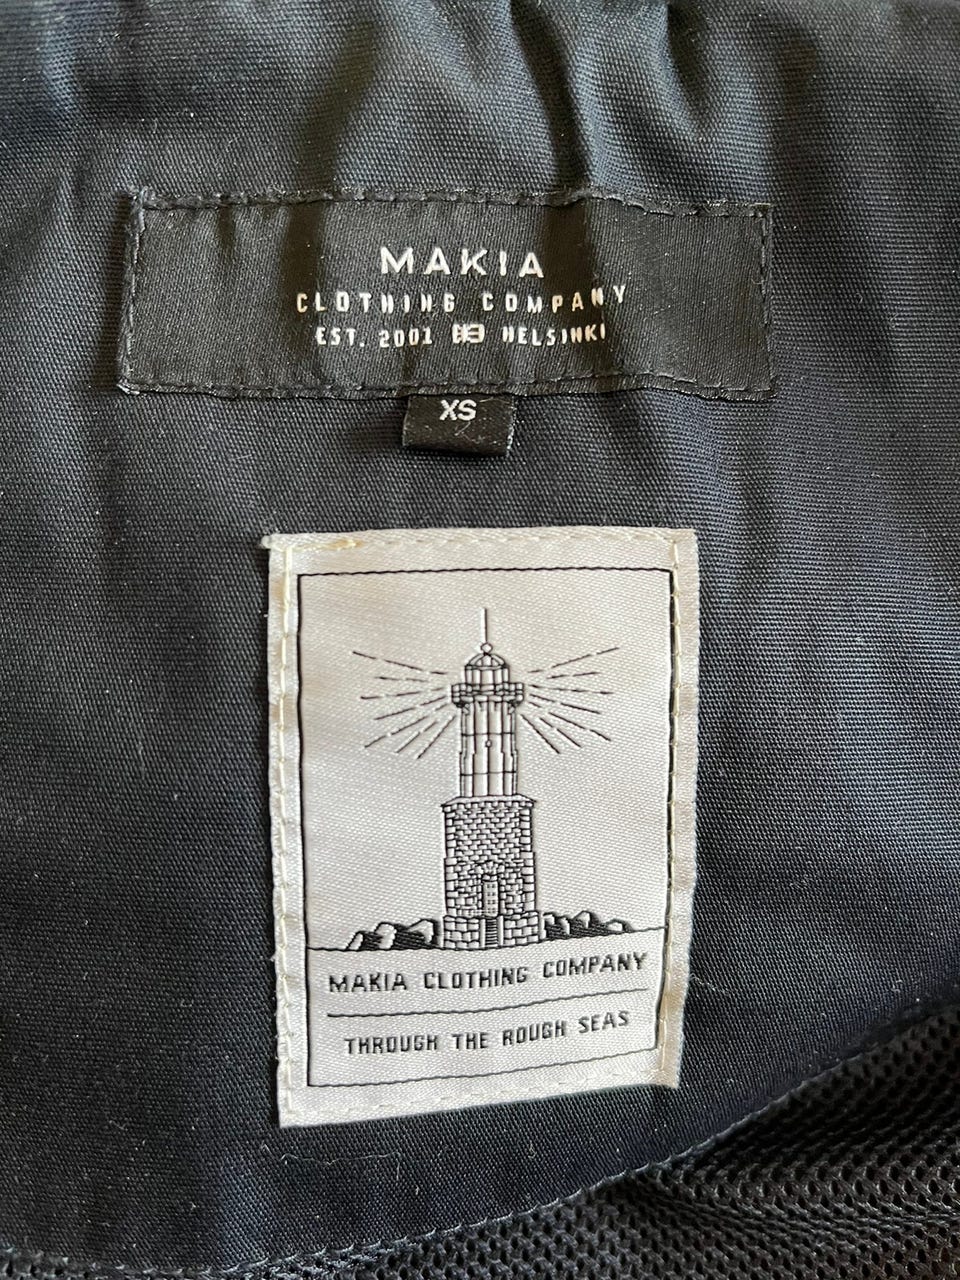 MAKIA
CLOTHING COMPANY
EST. 2001 HELSINKI
XS
MAKIA CLOTHING COMPANY
THROUGH THE ROUGH SEAS